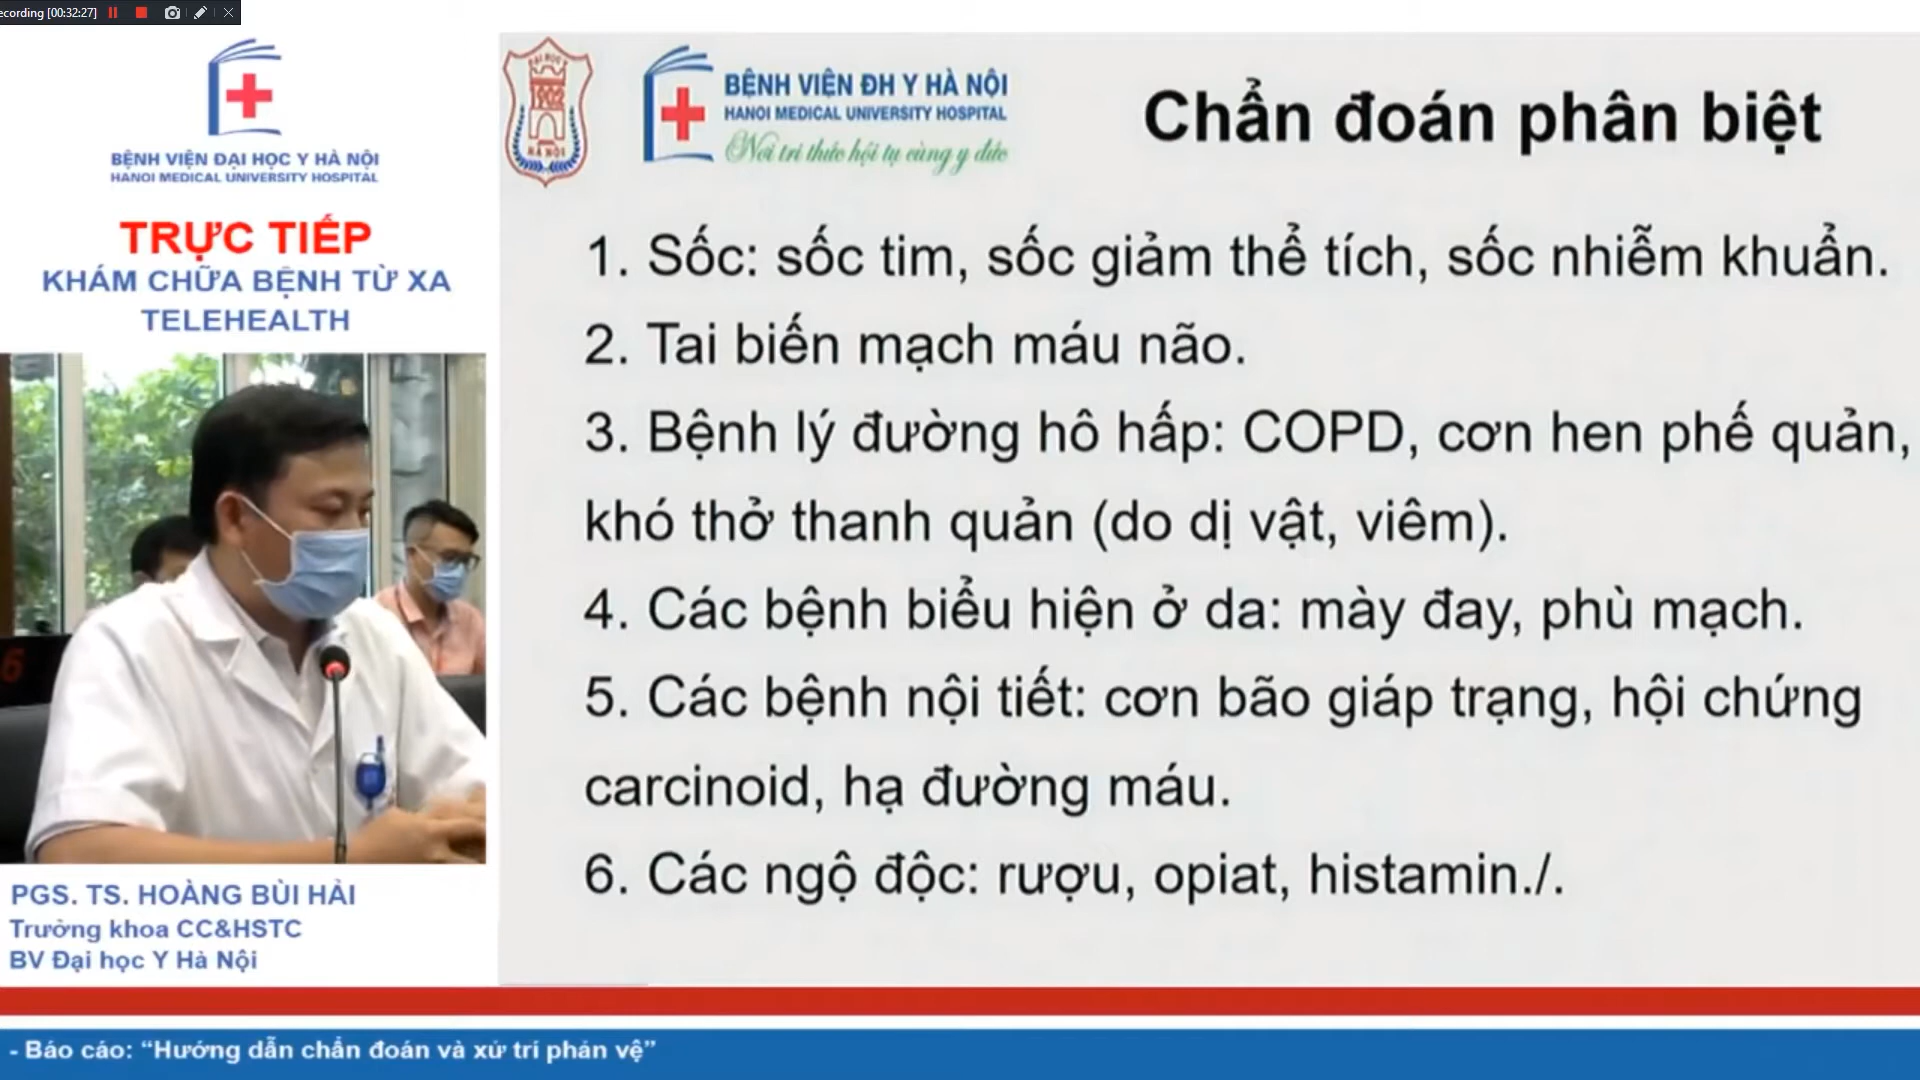 ecording [00:32:27]
BỆNH VIỆN ĐẠI HỌC Y HÀ NỘI
HANOI MEDICAL UNIVERSITY HOSPITAL
TRỰC TIẾP
KHÁM CHỮA BỆNH TỪ XA
TELEHEALTH
ĐẠI HỌC Y
1902
HÀ NỘI
BỆNH VIỆN ĐH Y HÀ NỘI
HANOI MEDICAL UNIVERSITY HOSPITAL
Nơi tri thức hội tụ cùng y đức
Chẩn đoán phân biệt
1. Sốc: sốc tim, sốc giảm thể tích, sốc nhiễm khuẩn.
2. Tai biến mạch máu não.
3. Bệnh lý đường hô hấp: COPD, cơn hen phế quản,
khó thở thanh quản (do dị vật, viêm).
4. Các bệnh biểu hiện ở da: mày đay, phù mạch.
5. Các bệnh nội tiết: cơn bão giáp trạng, hội chứng
carcinoid, hạ đường máu.
6. Các ngộ độc: rượu, opiat, histamin./.
6
PGS. TS. HOÀNG BÙI HẢI
Trưởng khoa CC&HSTC
BV Đại học Y Hà Nội
- Báo cáo: “Hướng dẫn chẩn đoán và xử trí phản vệ”